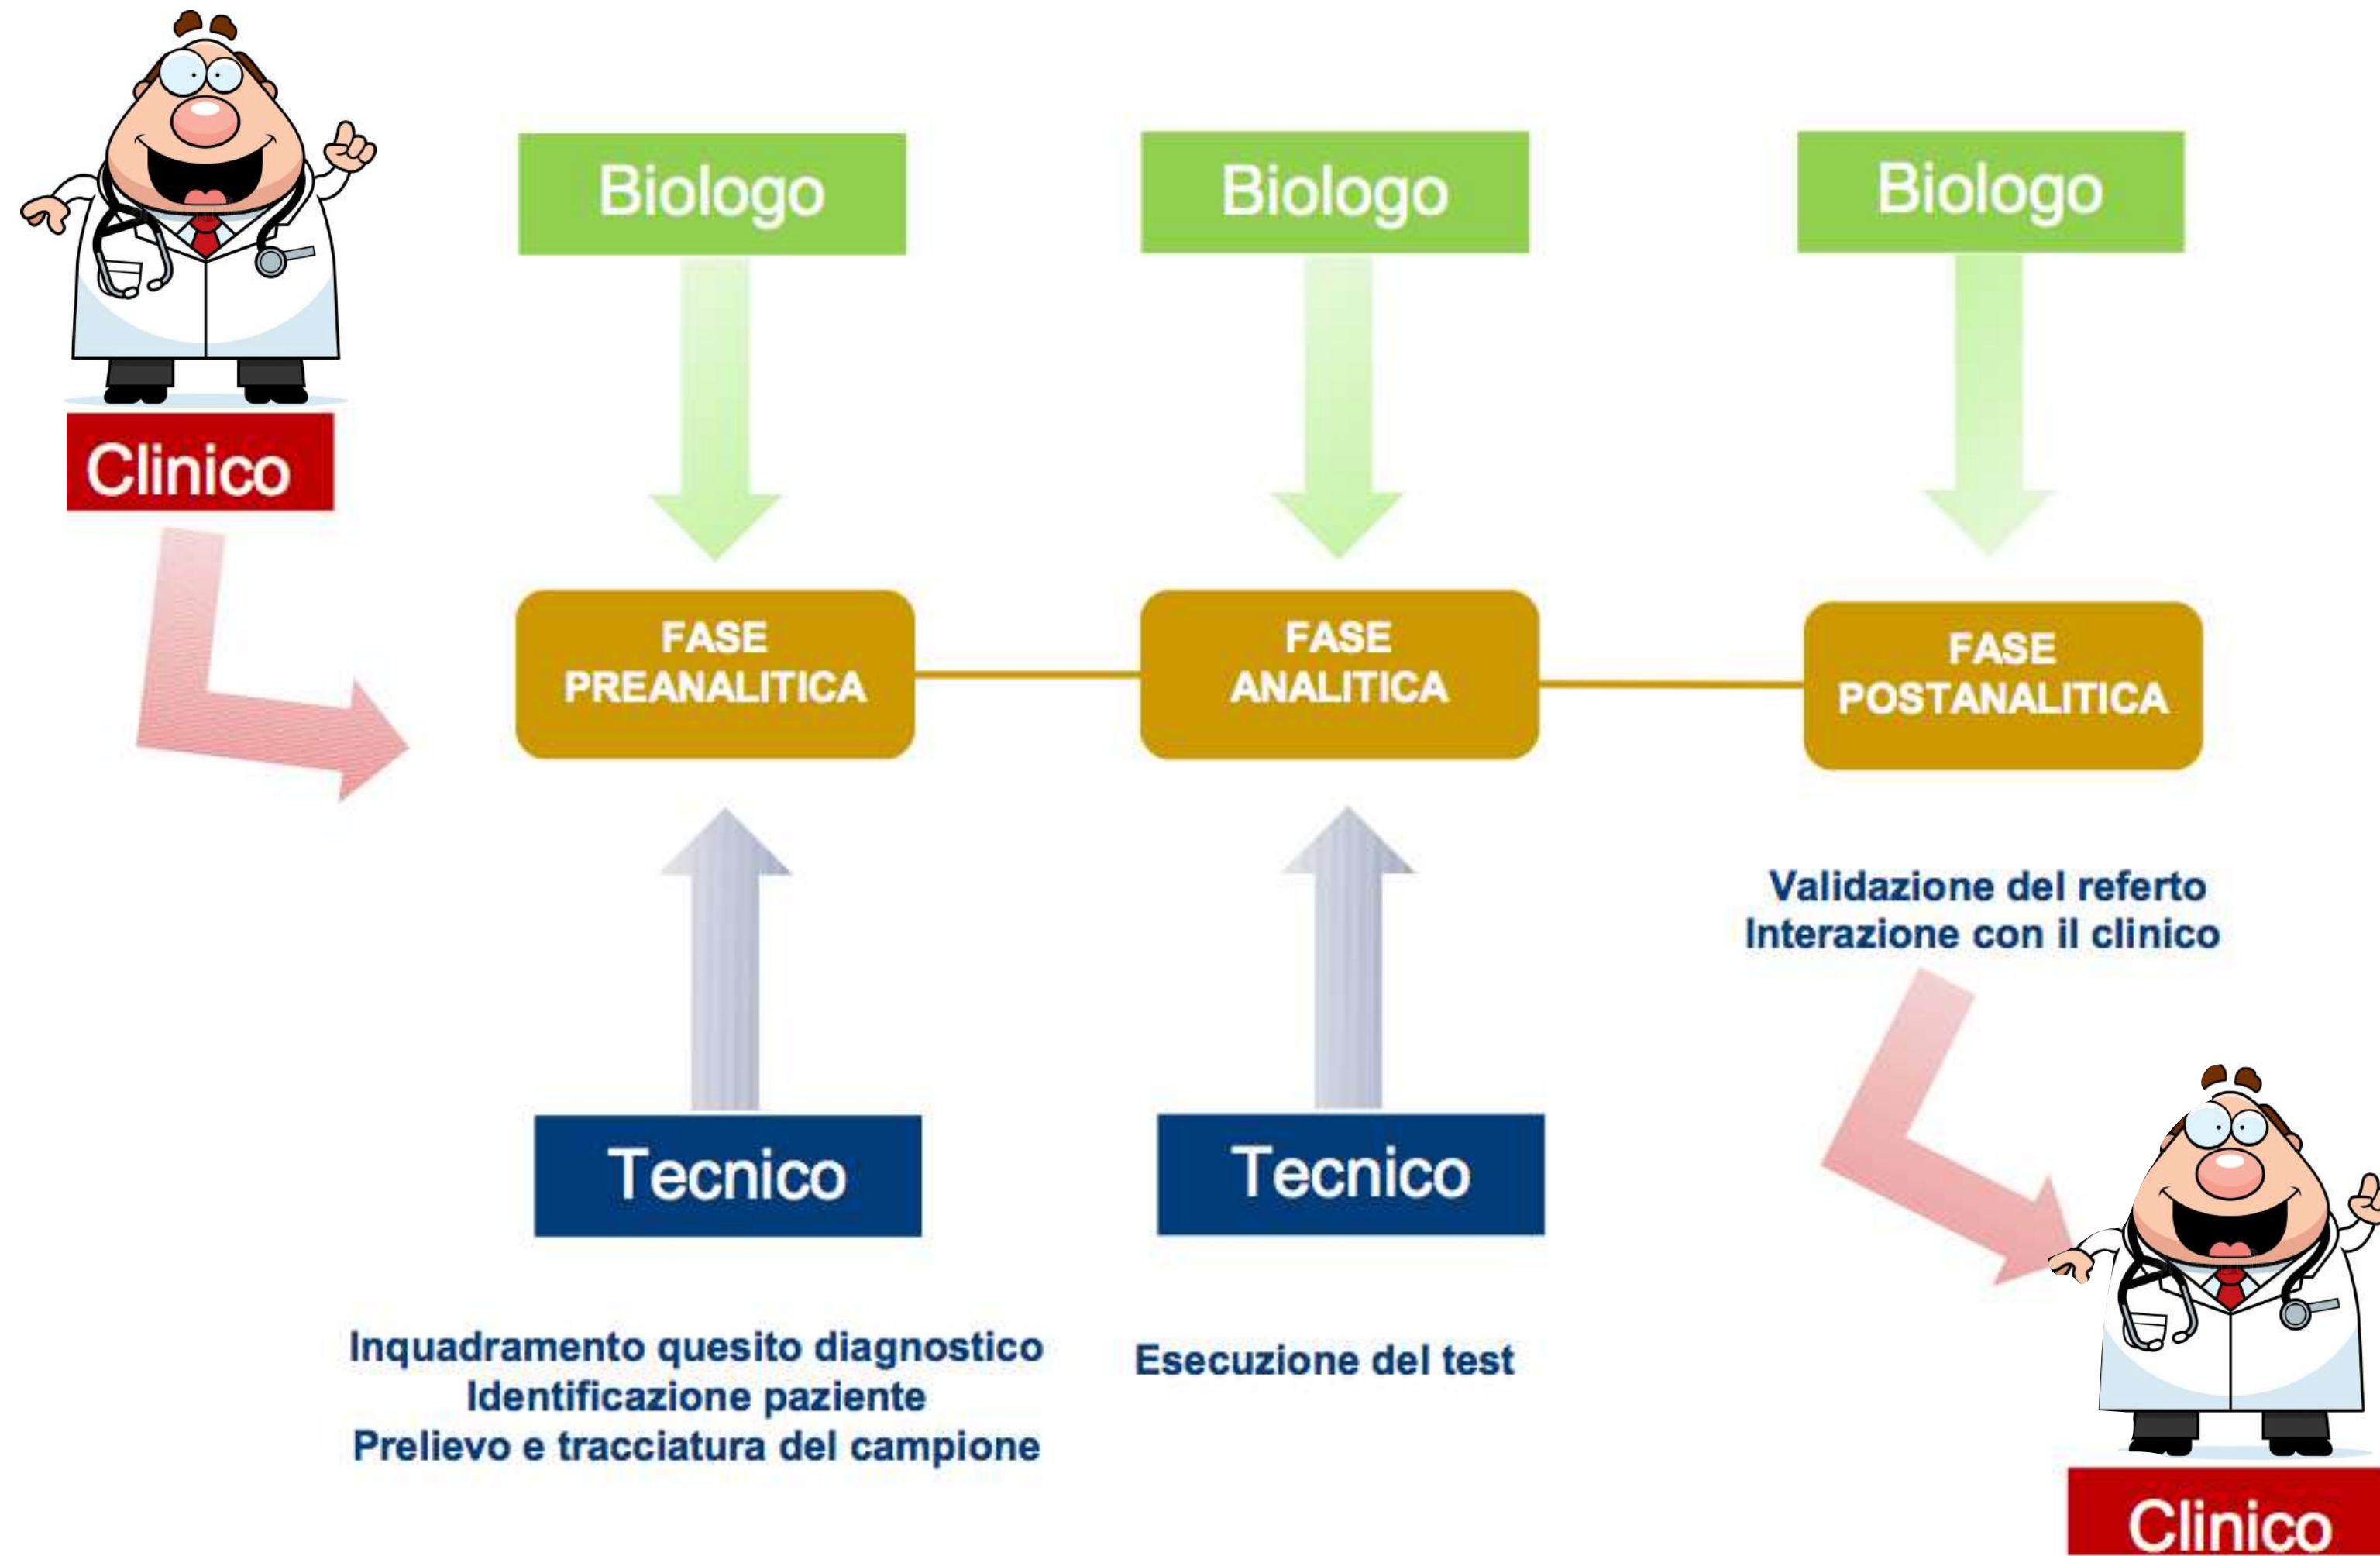 Clinico
Biologo
Biologo
Biologo
FASE
PREANALITICA
FASE
ANALITICA
FASE
POSTANALITICA
Validazione del referto
Interazione con il clinico
Tecnico
Tecnico
Inquadramento quesito diagnostico
Identificazione paziente
Prelievo e tracciatura del campione
Esecuzione del test
Clinico